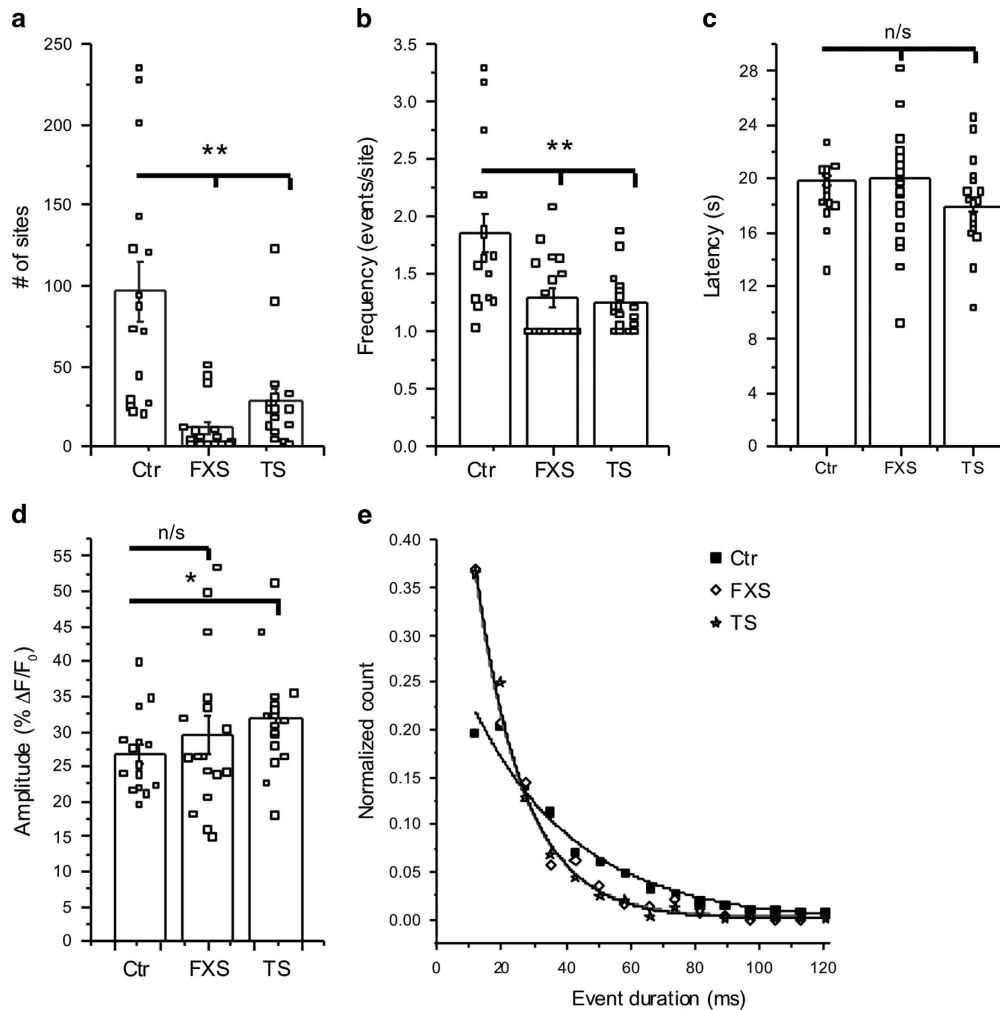 a
# of sites
250
200
150
100
50
0
**
Ctr FXS TS
b
Frequency (events/site)
3.5
3.0
2.5
2.0
1.5
1.0
0.5
0.0
**
Ctr FXS TS
c
Latency (s)
28
24
20
16
12
8
4
0
n/s
Ctr FXS TS
d
Amplitude (% ΔF/F0)
55
50
45
40
35
30
25
20
15
10
5
0
n/s
*
Ctr FXS TS
e
Normalized count
0.40
0.35
0.30
0.25
0.20
0.15
0.10
0.05
0.00
Ctr
FXS
TS
0 20 40 60 80 100 120
Event duration (ms)